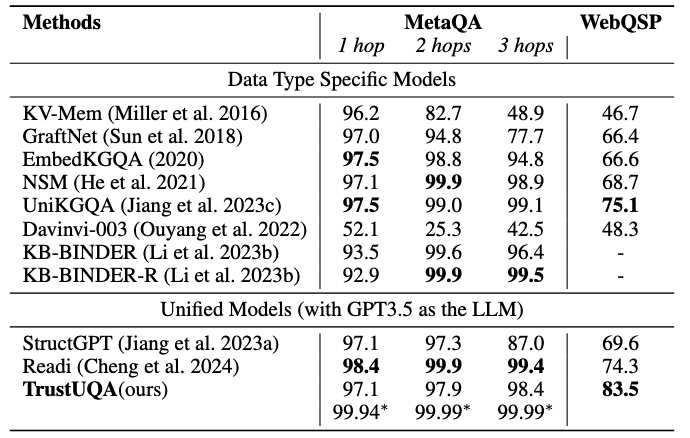 Methods MetaQA WebQSP
1 hop 2 hops 3 hops
Data Type Specific Models
KV-Mem (Miller et al. 2016) 96.2 82.7 48.9 46.7
GraftNet (Sun et al. 2018) 97.0 94.8 77.7 66.4
EmbedKGQA (2020) 97.5 98.8 94.8 66.6
NSM (He et al. 2021) 97.1 99.9 98.9 68.7
UniKGQA (Jiang et al. 2023c) 97.5 99.0 99.1 75.1
Davinvi-003 (Ouyang et al. 2022) 52.1 25.3 42.5 48.3
KB-BINDER (Li et al. 2023b) 93.5 99.6 96.4 -
KB-BINDER-R (Li et al. 2023b) 92.9 99.9 99.5 -
Unified Models (with GPT3.5 as the LLM)
StructGPT (Jiang et al. 2023a) 97.1 97.3 87.0 69.6
Readi (Cheng et al. 2024) 98.4 99.9 99.4 74.3
TrustUQA(ours) 97.1 97.9 98.4 83.5
99.94* 99.99* 99.99*